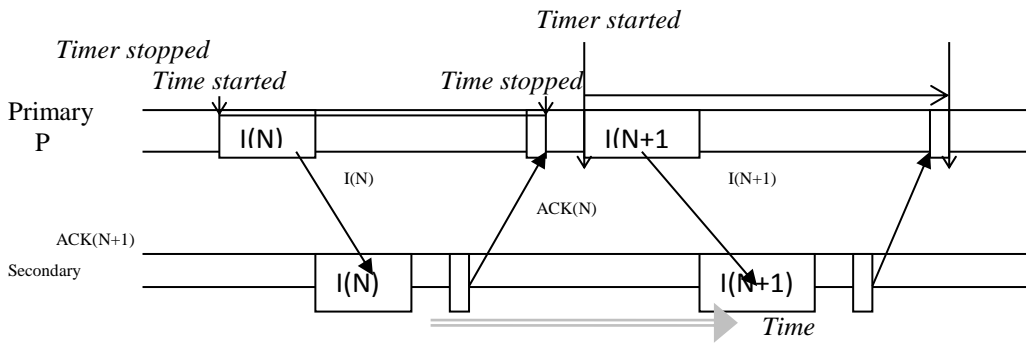 Timer started
Timer stopped
Time started
Time stopped
Primary
P
I(N)
I(N+1
I(N)
I(N+1)
ACK(N)
ACK(N+1)
Secondary
I(N)
I(N+1)
Time